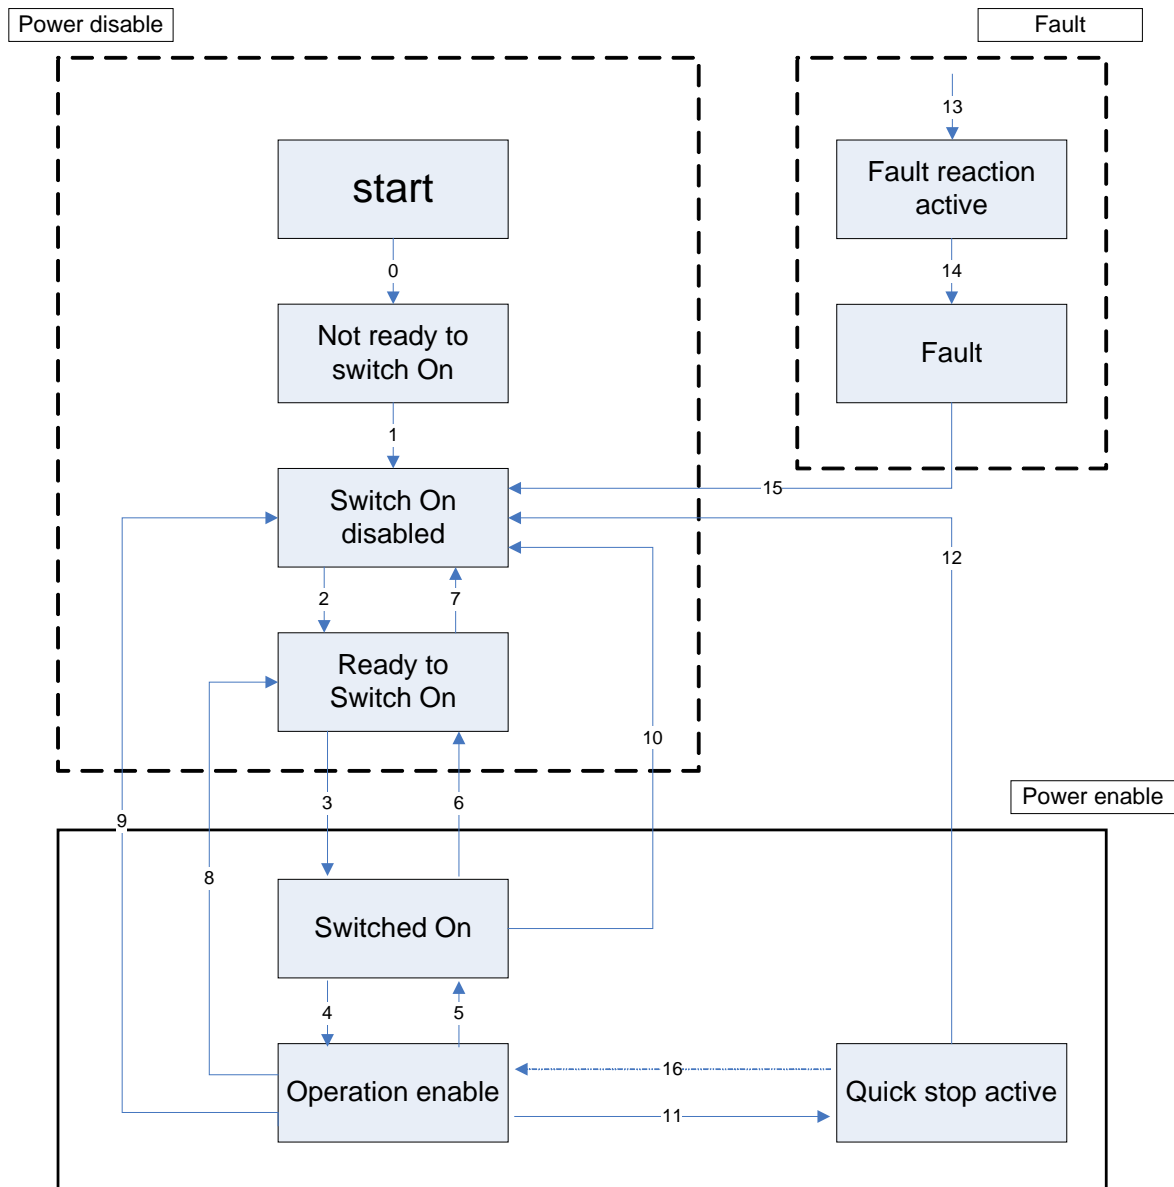 Power disable
Fault
13
start
Fault reaction
active
0
14
Not ready to
switch On
Fault
1
15
Switch On
disabled
12
2
7
Ready to
Switch On
10
Power enable
3
6
9
8
Switched On
4
5
16
Operation enable
Quick stop active
11